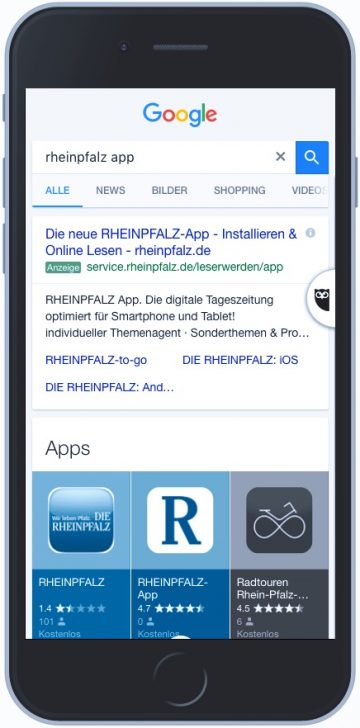 Google
rheinpfalz app
ALLE NEWS BILDER SHOPPING VIDEOS
Die neue RHEINPFALZ-App - Installieren &
Online Lesen - rheinpfalz.de
Anzeige service.rheinpfalz.de/leserwerden/app
RHEINPFALZ App. Die digitale Tageszeitung
optimiert für Smartphone und Tablet!
individueller Themenagent · Sonderthemen & Pro...
RHEINPFALZ-to-go DIE RHEINPFALZ: iOS
DIE RHEINPFALZ: And...
Apps
Wir leben Pfalz. DIE
RHEINPFALZ
R
RHEINPFALZ
1.4
101
Kostenlos
RHEINPFALZ-
App
4.7
0
Kostenlos
Radtouren
Rhein-Pfalz-...
4.5
6
Kostenlos